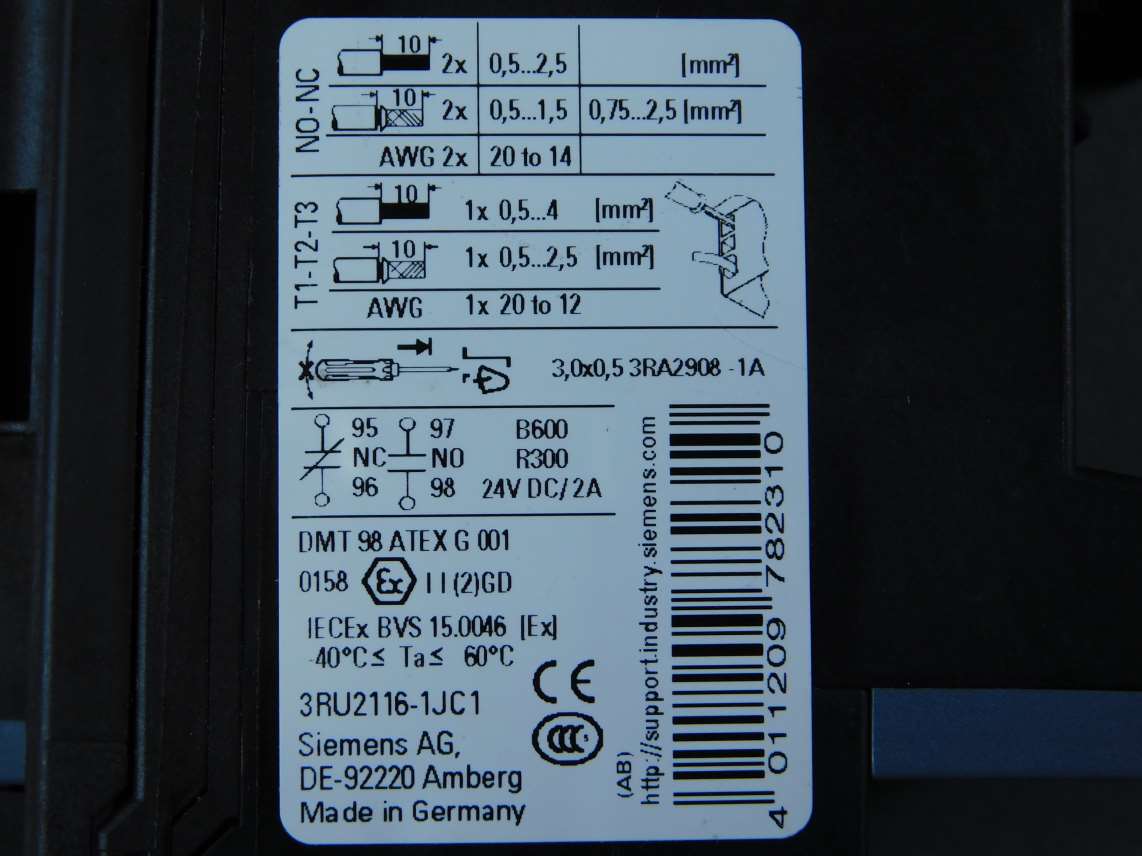 NO-NC
10 2x 0,5...2,5 [mm²]
10 2x 0,5...1,5 0,75...2,5 [mm²]
AWG 2x 20 to 14
T1-T2-T3
10 1x 0,5...4 [mm²]
10 1x 0,5...2,5 [mm²]
AWG 1x 20 to 12
3,0x0,5 3RA2908-1A
95 97 B600
NC NO R300
96 98 24V DC/2A
DMT 98 ATEX G 001
0158 Ex II(2)GD
IECEx BVS 15.0046 [Ex]
-40°C≤ Ta≤ 60°C
CE
3RU2116-1JC1
CCC S
Siemens AG,
DE-92220 Amberg
Made in Germany
(AB)
http://support.industry.siemens.com
4 011209 782310